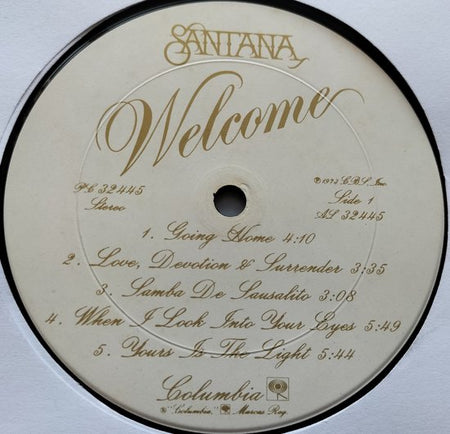 SANTANA
Welcome
PC 32445
Stereo
℗ 1973 CBS, Inc.
Side 1
AL 32445
1. Going Home 4:10
2. Love, Devotion & Surrender 3:35
3. Samba De Sausalito 3:08
4. When I Look Into Your Eyes 5:49
5. Yours Is The Light 5:44
Columbia
® "Columbia," Marcas Reg.